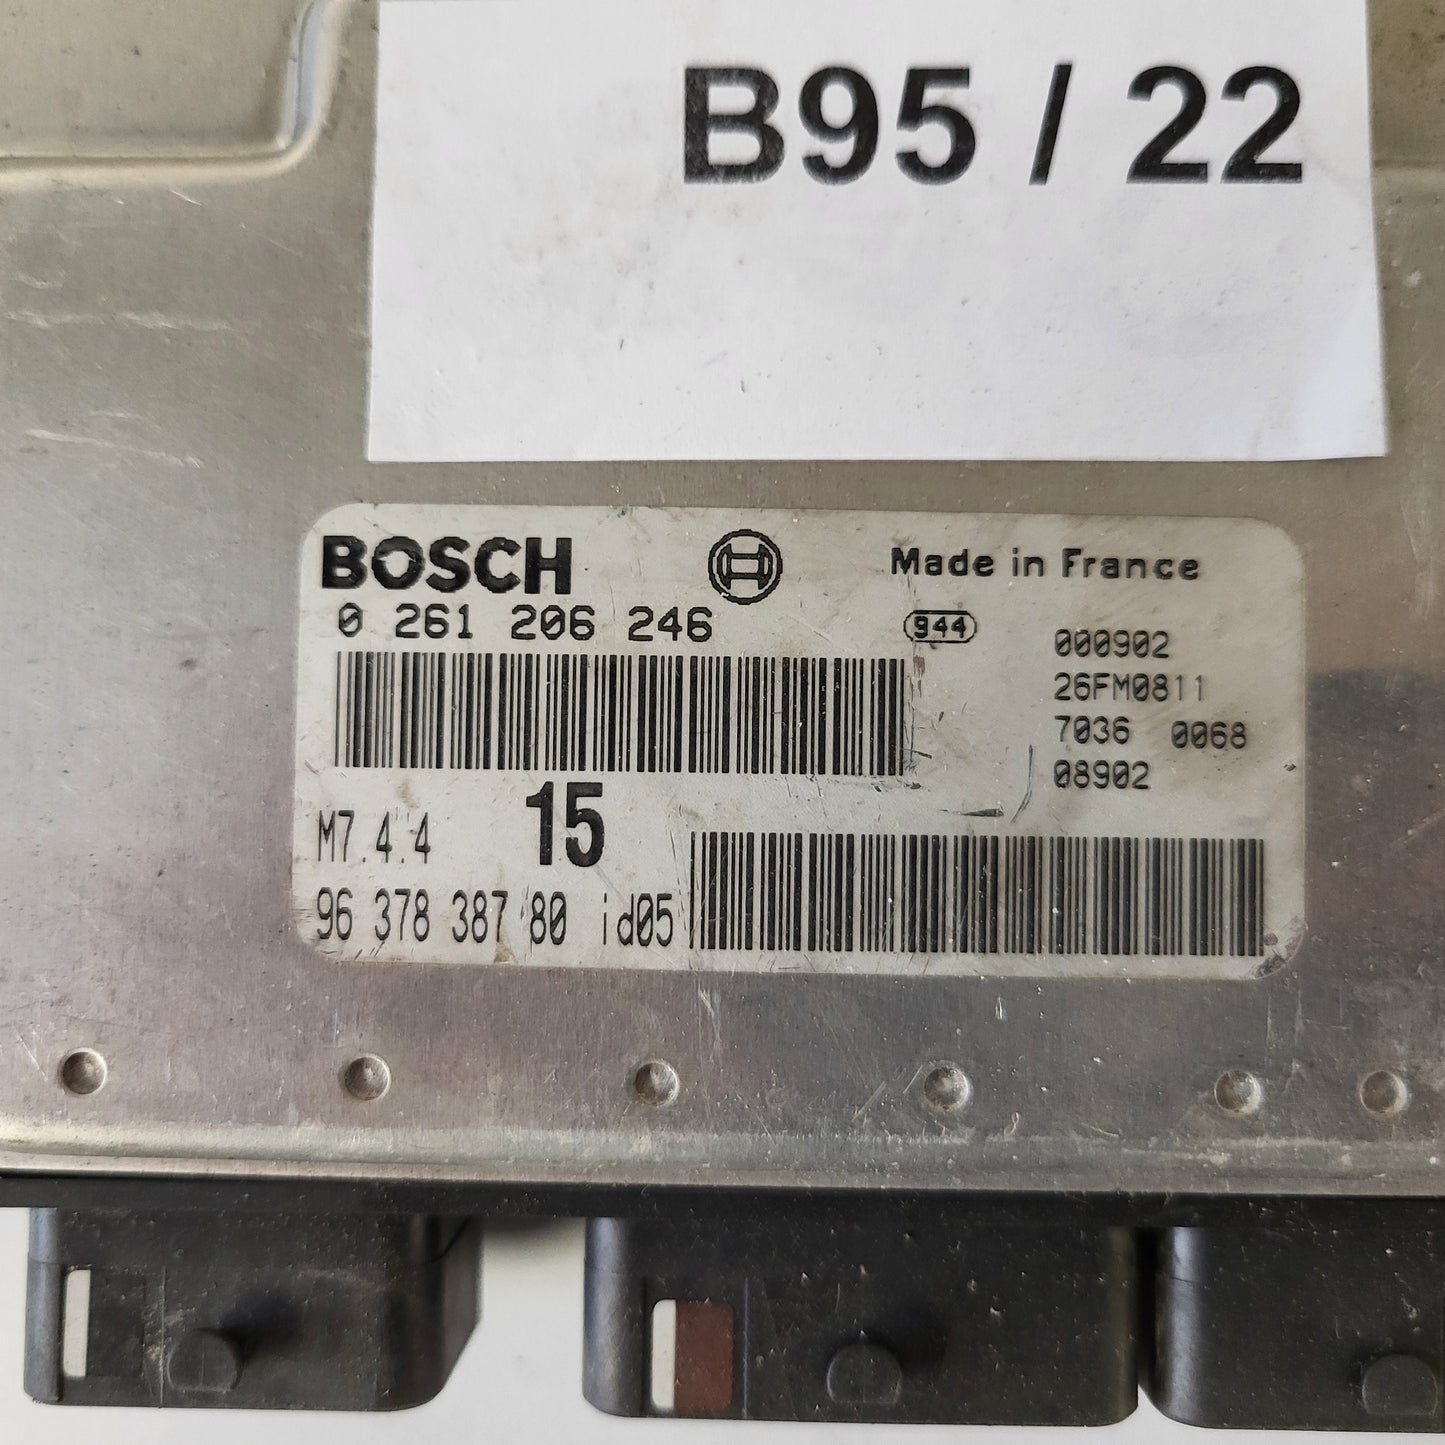 B95 / 22
BOSCH
Made in France
0 261 206 246
944
000902
26FM0811
7036 0068
08902
M7.4.4
15
96 378 387 80 id05